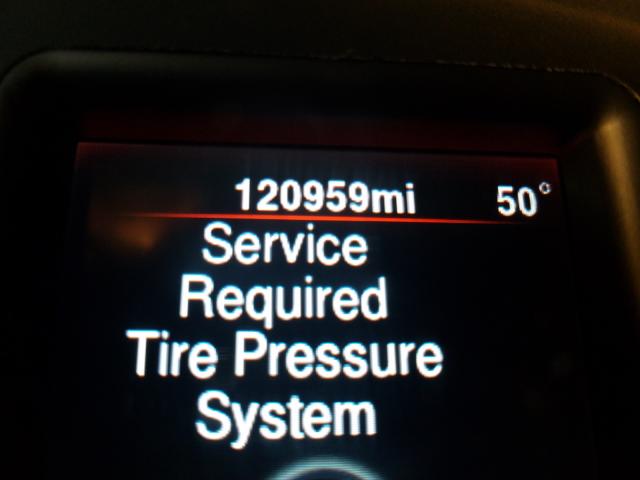 120959mi 50°
Service
Required
Tire Pressure
System